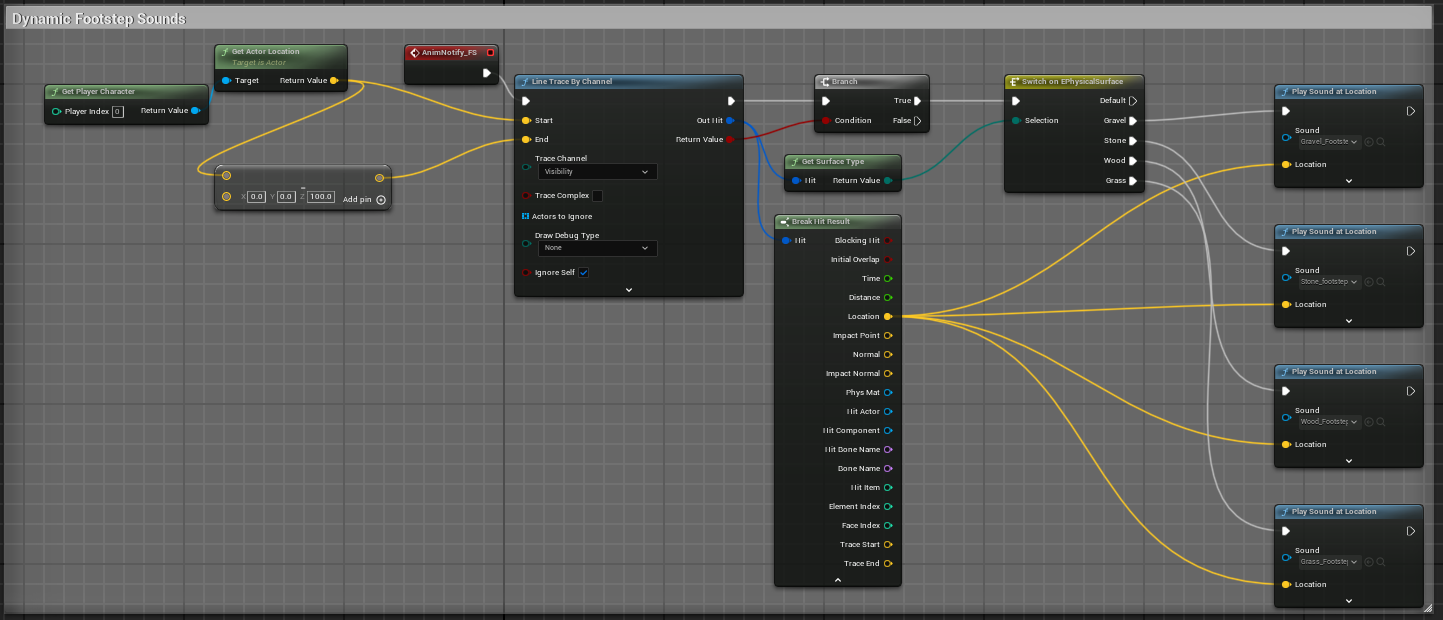 Dynamic Footstep Sounds
Get Player Character
Player Index 0 Return Value
Get Actor Location
Target is Actor
Target Return Value
X 0.0 Y 0.0 Z 100.0 Add pin
AnimNotify_FS
Line Trace By Channel
Start Out Hit
End Return Value
Trace Channel
Visibility
Trace Complex
Actors to Ignore
Draw Debug Type
None
Ignore Self
Branch
True
Condition False
Get Surface Type
Hit Return Value
Break Hit Result
Hit Blocking Hit
Initial Overlap
Time
Distance
Location
Impact Point
Normal
Impact Normal
Phys Mat
Hit Actor
Hit Component
Hit Bone Name
Bone Name
Hit Item
Element Index
Face Index
Trace Start
Trace End
Switch on EPhysicalSurface
Default
Selection Gravel
Stone
Wood
Grass
Play Sound at Location
Sound
Gravel_Footste
Location
Play Sound at Location
Sound
Stone_footstep
Location
Play Sound at Location
Sound
Wood_Footstep
Location
Play Sound at Location
Sound
Grass_Footste
Location